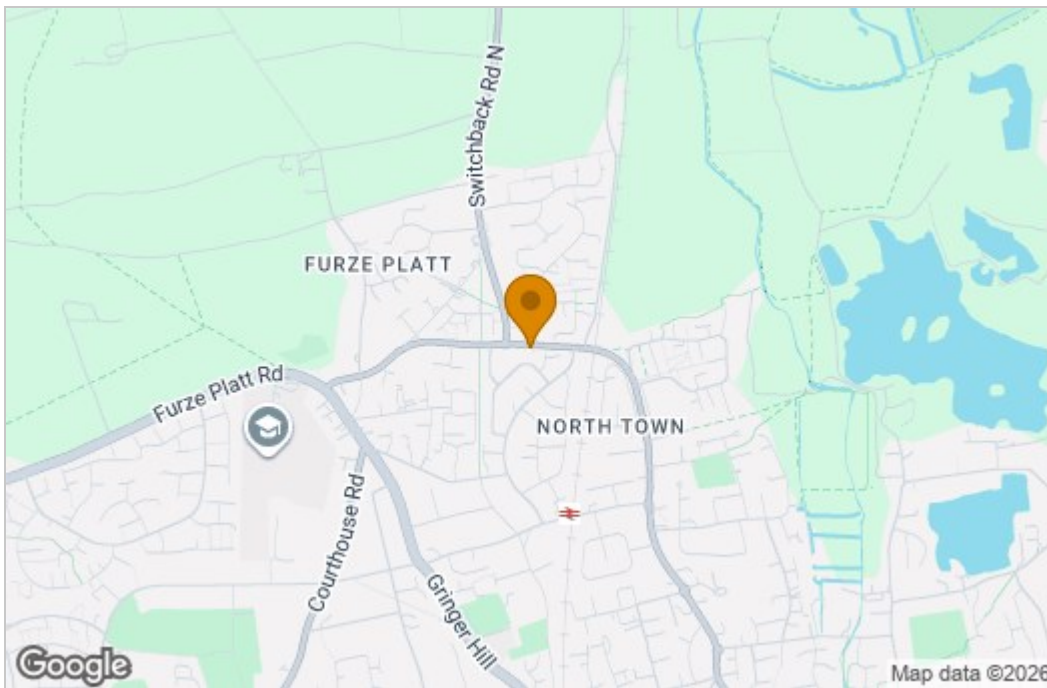 Switchback Rd N
FURZE PLATT
Furze Platt Rd
NORTH TOWN
Courthouse Rd
Gringer Hill
Google
Map data ©2026